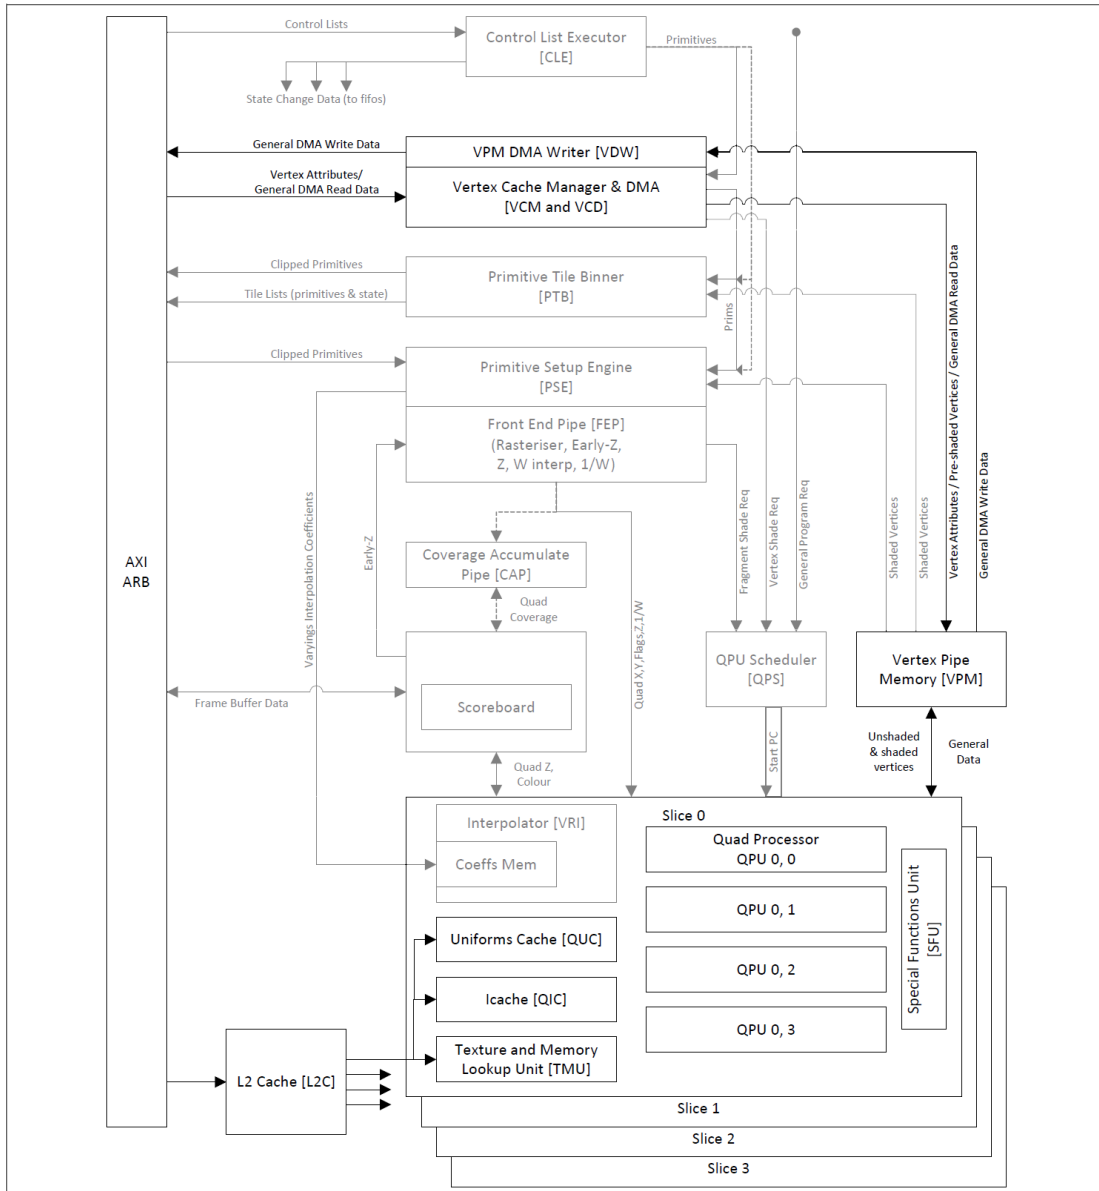 Control Lists
Control List Executor
[CLE]
Primitives
State Change Data (to fifos)
General DMA Write Data
VPM DMA Writer [VDW]
Vertex Attributes/
General DMA Read Data
Vertex Cache Manager & DMA
[VCM and VCD]
Clipped Primitives
Primitive Tile Binner
[PTB]
Tile Lists (primitives & state)
Prims
Clipped Primitives
Primitive Setup Engine
[PSE]
Front End Pipe [FEP]
(Rasteriser, Early-Z,
Z, W interp, 1/W)
Varyings Interpolation Coefficients
Early-Z
Fragment Shade Req
Vertex Shade Req
General Program Req
Shaded Vertices
Shaded Vertices
Vertex Attributes / Pre-shaded Vertices / General DMA Read Data
General DMA Write Data
AXI
ARB
Coverage Accumulate
Pipe [CAP]
Quad
Coverage
Quad X,Y,Flags,Z,1/W
QPU Scheduler
[QPS]
Vertex Pipe
Memory [VPM]
Frame Buffer Data
Scoreboard
Start PC
Unshaded
& shaded
vertices
General
Data
Quad Z,
Colour
Slice 0
Interpolator [VRI]
Coeffs Mem
Quad Processor
QPU 0, 0
Uniforms Cache [QUC]
QPU 0, 1
Icache [QIC]
QPU 0, 2
Texture and Memory
Lookup Unit [TMU]
QPU 0, 3
Special Functions Unit
[SFU]
L2 Cache [L2C]
Slice 1
Slice 2
Slice 3